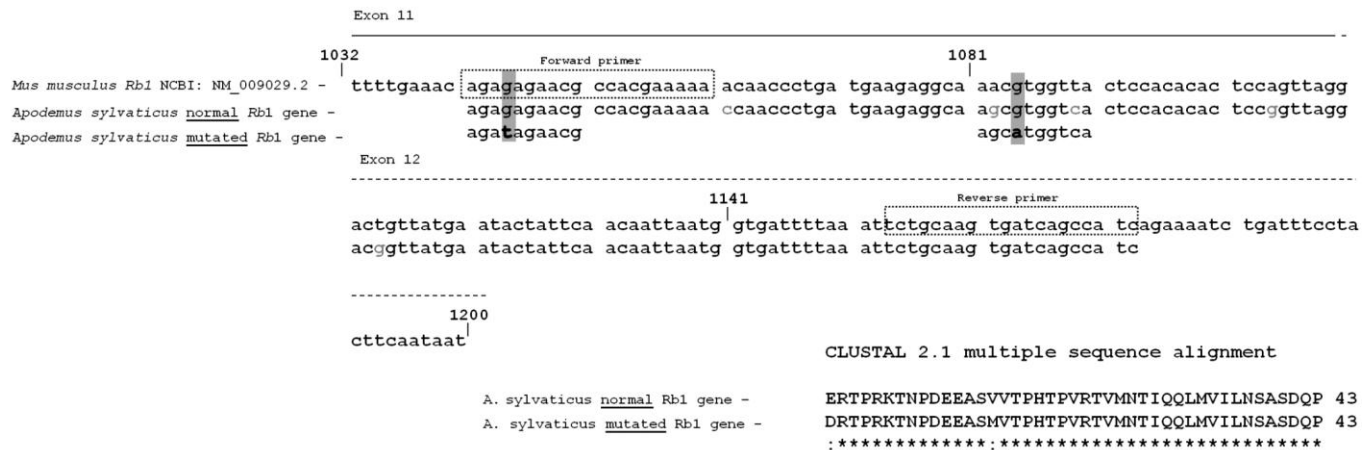 Exon 11
1032 1081
Forward primer
Mus musculus Rb1 NCBI: NM_009029.2 - ttttgaaac agagagaacg ccacgaaaaa acaaccctga tgaagaggca aacgtggtta ctccacacac tccagttagg
Apodemus sylvaticus normal Rb1 gene - agagagaacg ccacgaaaaa ccaaccctga tgaagaggca agcgtggtca ctccacacac tccggttagg
Apodemus sylvaticus mutated Rb1 gene - agatagaacg agcatggtca
Exon 12
1141
Reverse primer
actgttatga atactattca acaattaatg gtgattttaa attctgcaag tgatcagcca tcagaaaatc tgatttccta
acggttatga atactattca acaattaatg gtgattttaa attctgcaag tgatcagcca tc
1200
cttcaataat
CLUSTAL 2.1 multiple sequence alignment
A. sylvaticus normal Rb1 gene - ERTPRKTNPDEEASVVTPHTPVRTVMNTIQQLMVILNSASDQP 43
A. sylvaticus mutated Rb1 gene - DRTPRKTNPDEEASMVTPHTPVRTVMNTIQQLMVILNSASDQP 43
:*************:****************************